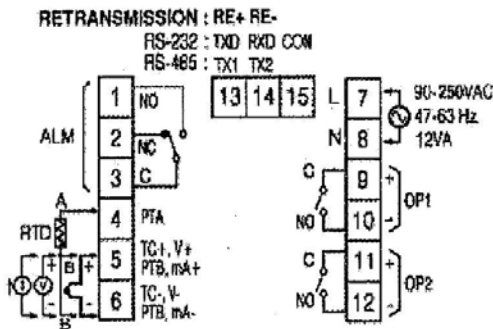 RETRANSMISSION : RE+ RE-
RS-232 : TXD RXD COM
RS-485 : TX1 TX2
13 14 15
ALM
1 NO
2 NC
3 C
A
4 PTA
RTD
5 TC+, V+
PTB, mA+
6 TC-, V-
PTB, mA-
I V + B +
- -
B
L 7 90-250VAC
47-63 Hz
N 8 12VA
C 9 +
OP1
NO 10 -
C 11 +
OP2
NO 12 -